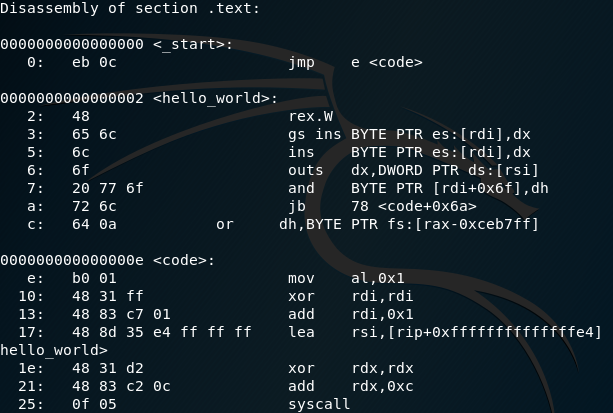 Disassembly of section .text:
0000000000000000 <_start>:
0: eb 0c jmp e <code>
0000000000000002 <hello_world>:
2: 48 rex.W
3: 65 6c gs ins BYTE PTR es:[rdi],dx
5: 6c ins BYTE PTR es:[rdi],dx
6: 6f outs dx,DWORD PTR ds:[rsi]
7: 20 77 6f and BYTE PTR [rdi+0x6f],dh
a: 72 6c jb 78 <code+0x6a>
c: 64 0a or dh,BYTE PTR fs:[rax-0xceb7ff]
000000000000000e <code>:
e: b0 01 mov al,0x1
10: 48 31 ff xor rdi,rdi
13: 48 83 c7 01 add rdi,0x1
17: 48 8d 35 e4 ff ff ff lea rsi,[rip+0xffffffffffffffe4]
hello_world>
1e: 48 31 d2 xor rdx,rdx
21: 48 83 c2 0c add rdx,0xc
25: 0f 05 syscall